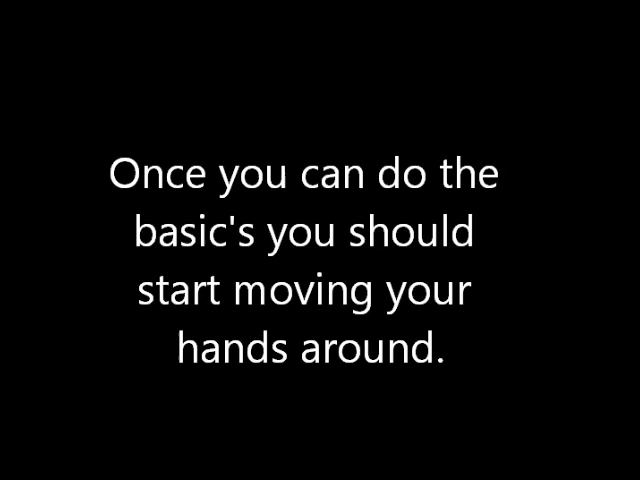 Once you can do the
basic's you should
start moving your
hands around.